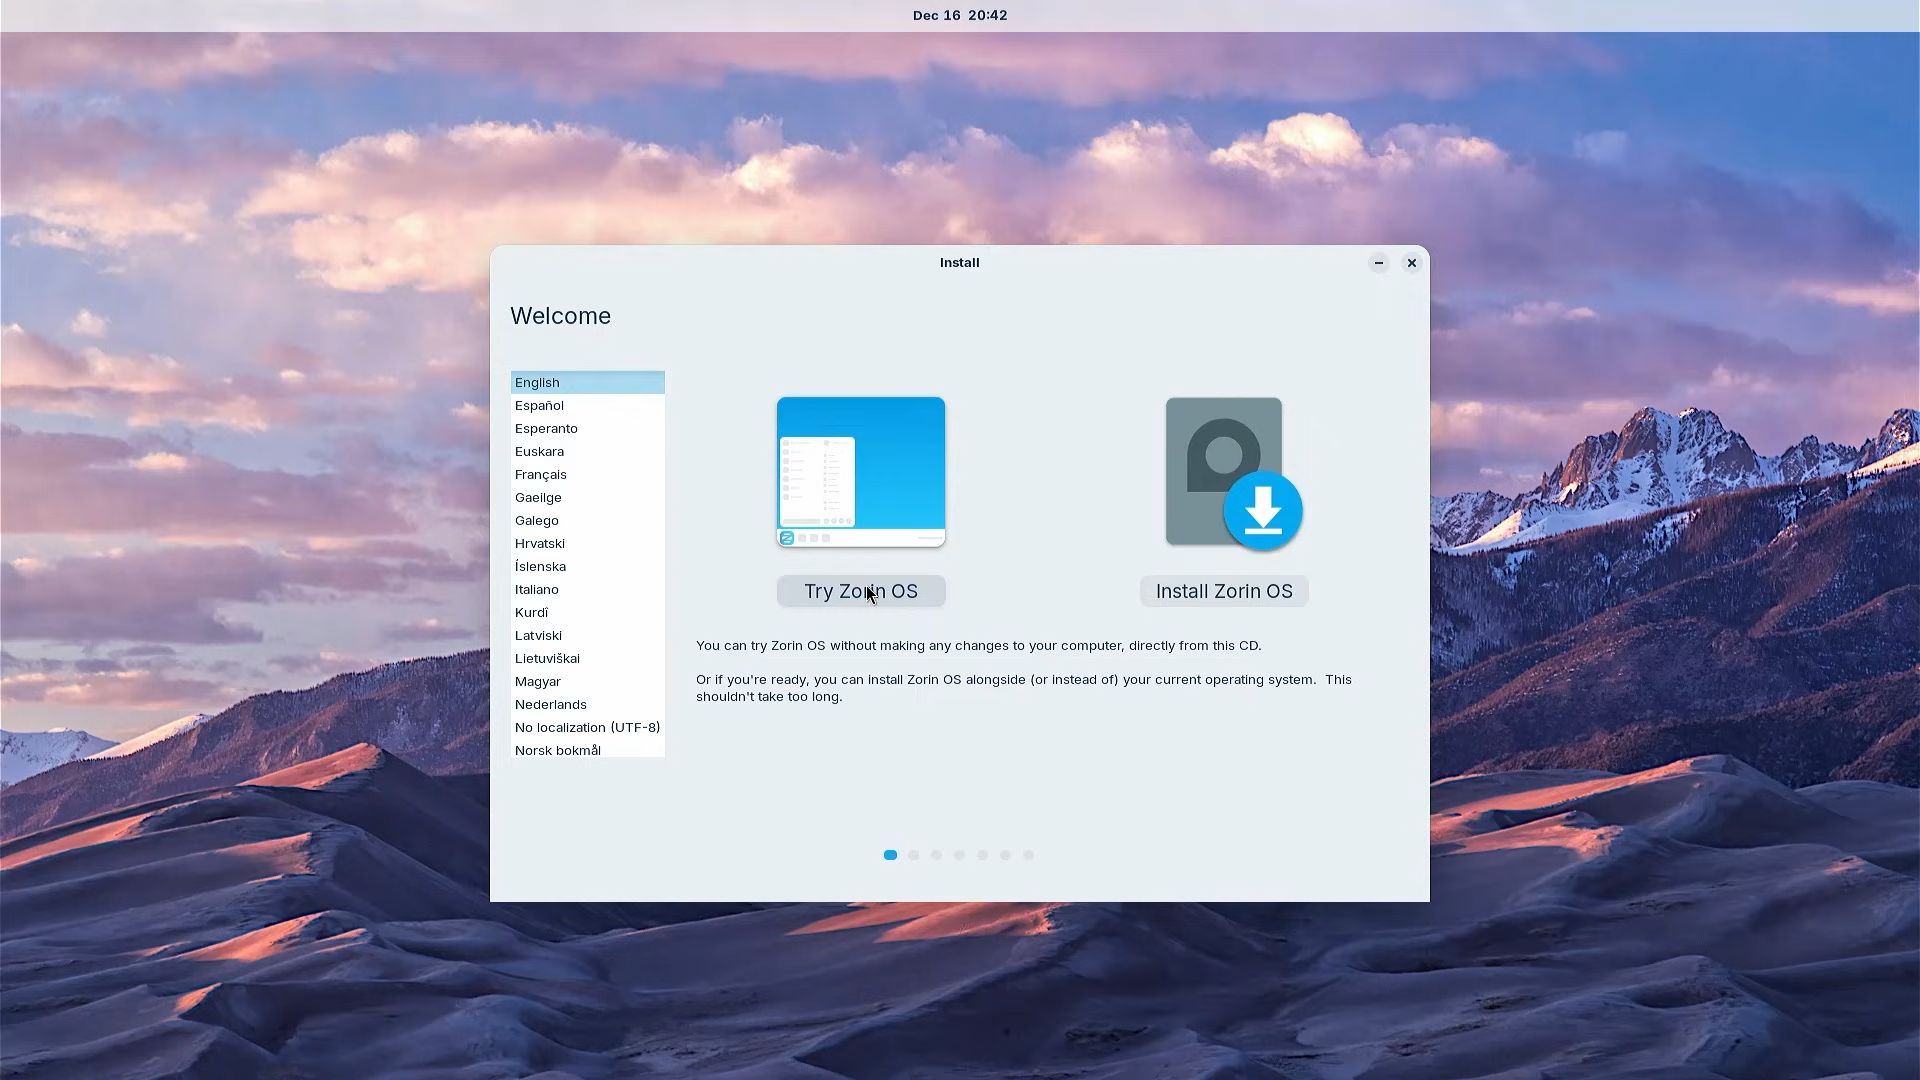 Dec 16 20:42
Install
Welcome
English
Español
Esperanto
Euskara
Français
Gaeilge
Galego
Hrvatski
Íslenska
Italiano
Kurdî
Latviski
Lietuviškai
Magyar
Nederlands
No localization (UTF-8)
Norsk bokmål
Try Zorin OS
Install Zorin OS
You can try Zorin OS without making any changes to your computer, directly from this CD.
Or if you're ready, you can install Zorin OS alongside (or instead of) your current operating system. This
shouldn't take too long.